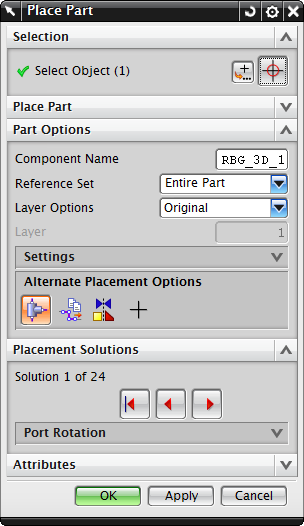 Place Part
Selection
Select Object (1)
Place Part
Part Options
Component Name RBG_3D_1
Reference Set Entire Part
Layer Options Original
Layer 1
Settings
Alternate Placement Options
Placement Solutions
Solution 1 of 24
Port Rotation
Attributes
OK Apply Cancel